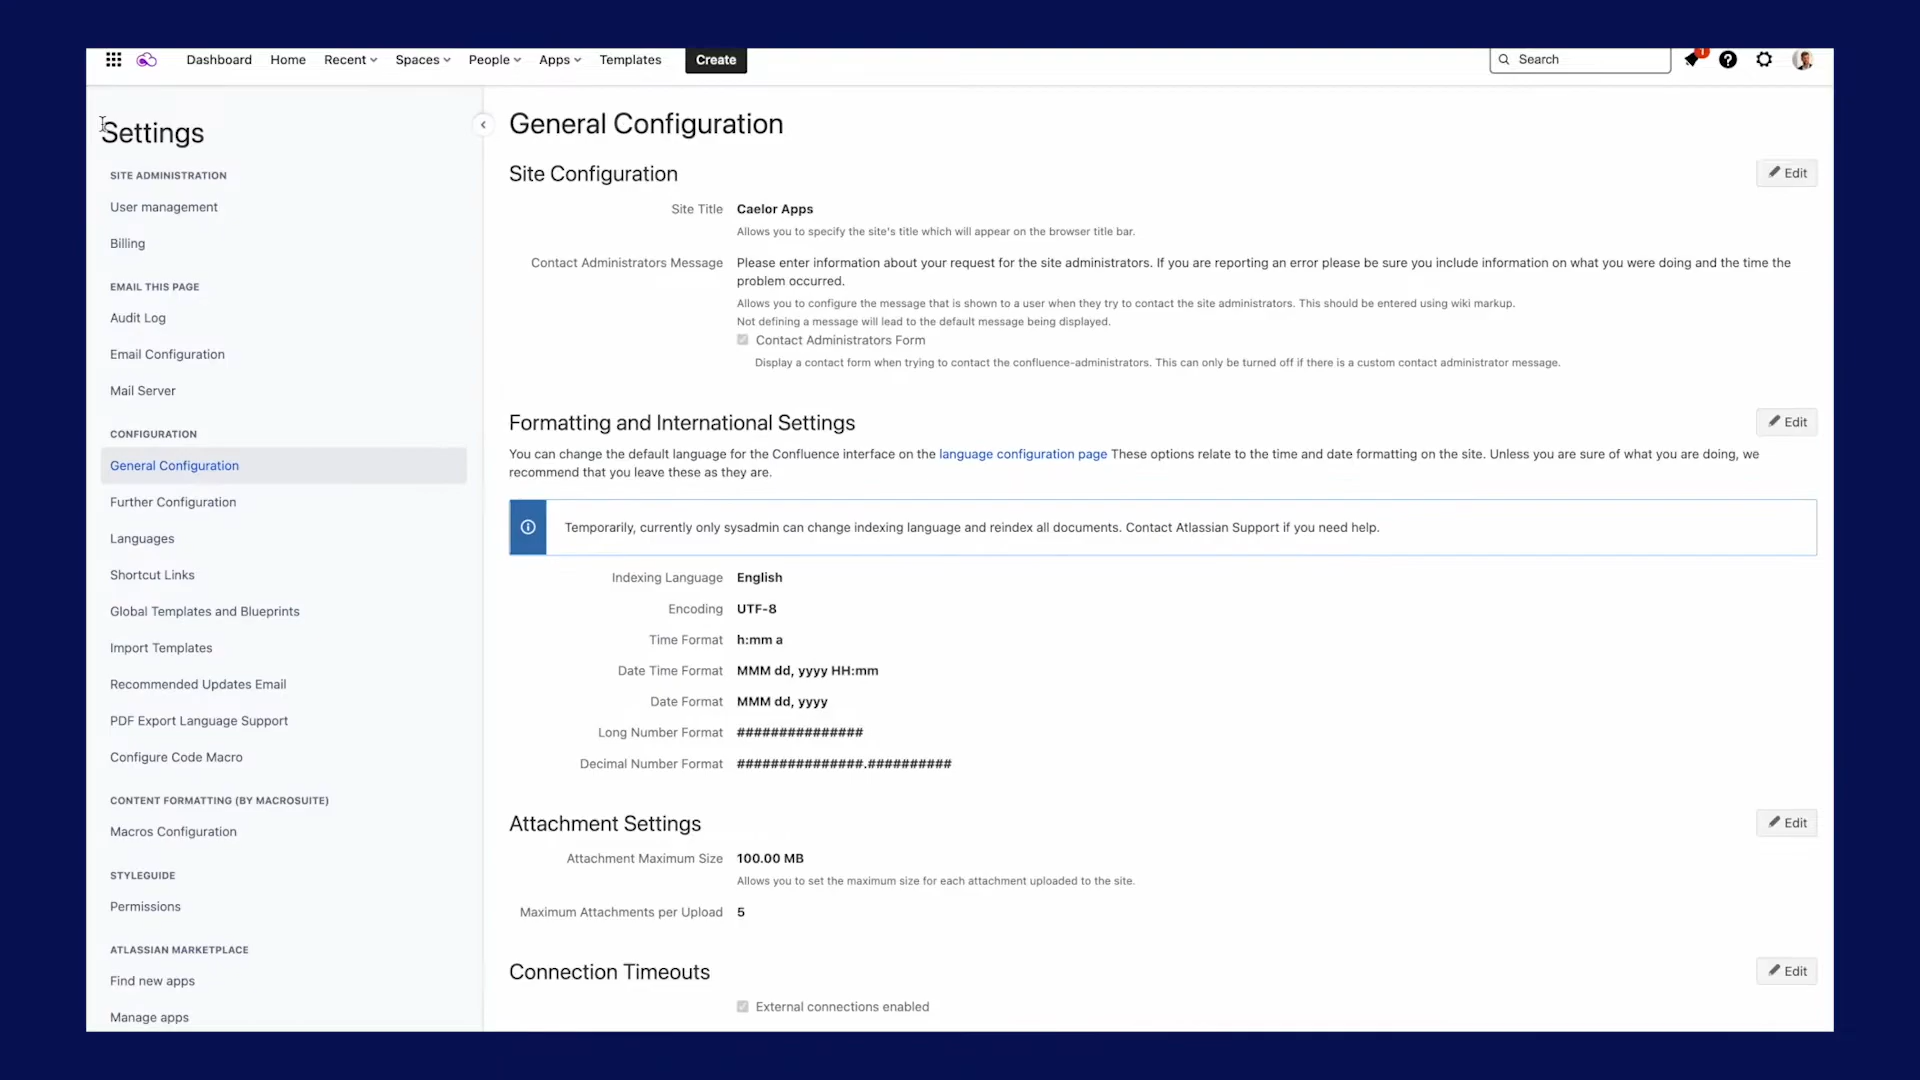 Dashboard Home Recent Spaces People Apps Templates Create Search 1
Settings
SITE ADMINISTRATION
User management
Billing
EMAIL THIS PAGE
Audit Log
Email Configuration
Mail Server
CONFIGURATION
General Configuration
Further Configuration
Languages
Shortcut Links
Global Templates and Blueprints
Import Templates
Recommended Updates Email
PDF Export Language Support
Configure Code Macro
CONTENT FORMATTING (BY MACROSUITE)
Macros Configuration
STYLEGUIDE
Permissions
ATLASSIAN MARKETPLACE
Find new apps
Manage apps
General Configuration
Site Configuration Edit
Site Title Caelor Apps
Allows you to specify the site's title which will appear on the browser title bar.
Contact Administrators Message Please enter information about your request for the site administrators. If you are reporting an error please be sure you include information on what you were doing and the time the
problem occurred.
Allows you to configure the message that is shown to a user when they try to contact the site administrators. This should be entered using wiki markup.
Not defining a message will lead to the default message being displayed.
Contact Administrators Form
Display a contact form when trying to contact the confluence-administrators. This can only be turned off if there is a custom contact administrator message.
Formatting and International Settings Edit
You can change the default language for the Confluence interface on the language configuration page These options relate to the time and date formatting on the site. Unless you are sure of what you are doing, we
recommend that you leave these as they are.
Temporarily, currently only sysadmin can change indexing language and reindex all documents. Contact Atlassian Support if you need help.
Indexing Language English
Encoding UTF-8
Time Format h:mm a
Date Time Format MMM dd, yyyy HH:mm
Date Format MMM dd, yyyy
Long Number Format ###############
Decimal Number Format ###############.##########
Attachment Settings Edit
Attachment Maximum Size 100.00 MB
Allows you to set the maximum size for each attachment uploaded to the site.
Maximum Attachments per Upload 5
Connection Timeouts Edit
External connections enabled